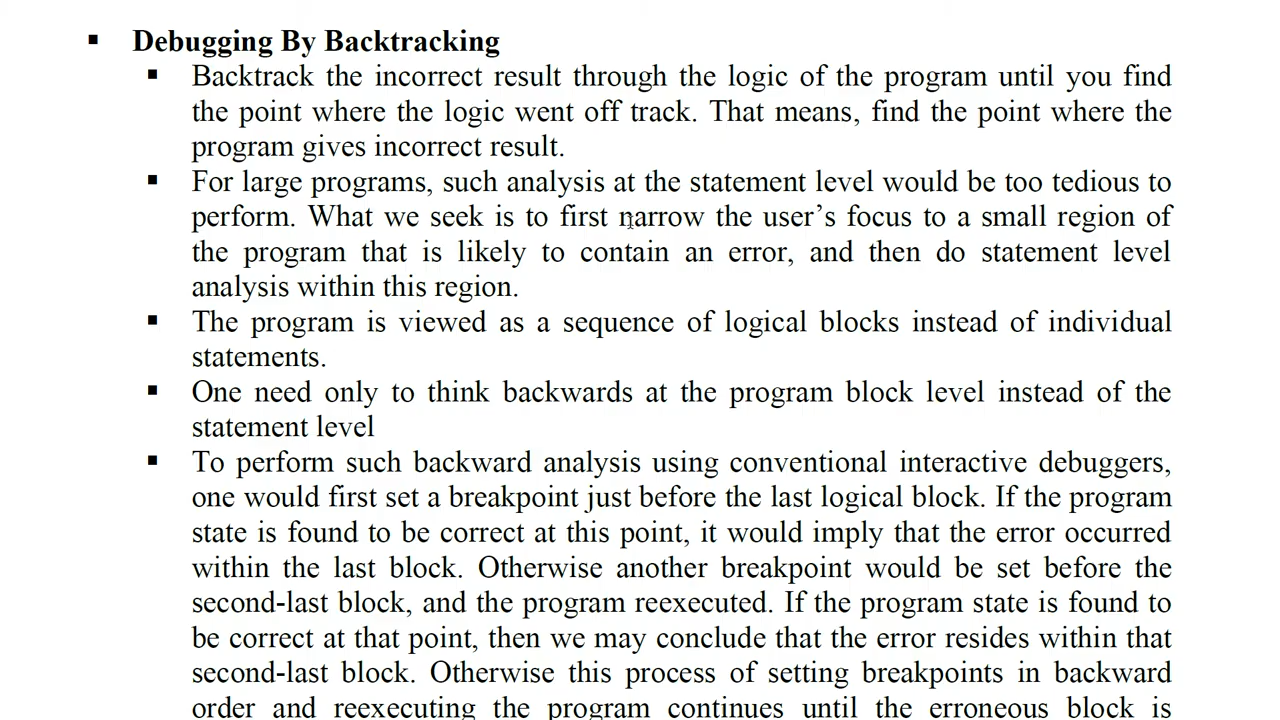 ▪ Debugging By Backtracking
▪ Backtrack the incorrect result through the logic of the program until you find
the point where the logic went off track. That means, find the point where the
program gives incorrect result.
▪ For large programs, such analysis at the statement level would be too tedious to
perform. What we seek is to first narrow the user's focus to a small region of
the program that is likely to contain an error, and then do statement level
analysis within this region.
▪ The program is viewed as a sequence of logical blocks instead of individual
statements.
▪ One need only to think backwards at the program block level instead of the
statement level
▪ To perform such backward analysis using conventional interactive debuggers,
one would first set a breakpoint just before the last logical block. If the program
state is found to be correct at this point, it would imply that the error occurred
within the last block. Otherwise another breakpoint would be set before the
second-last block, and the program reexecuted. If the program state is found to
be correct at that point, then we may conclude that the error resides within that
second-last block. Otherwise this process of setting breakpoints in backward
order and reexecuting the program continues until the erroneous block is